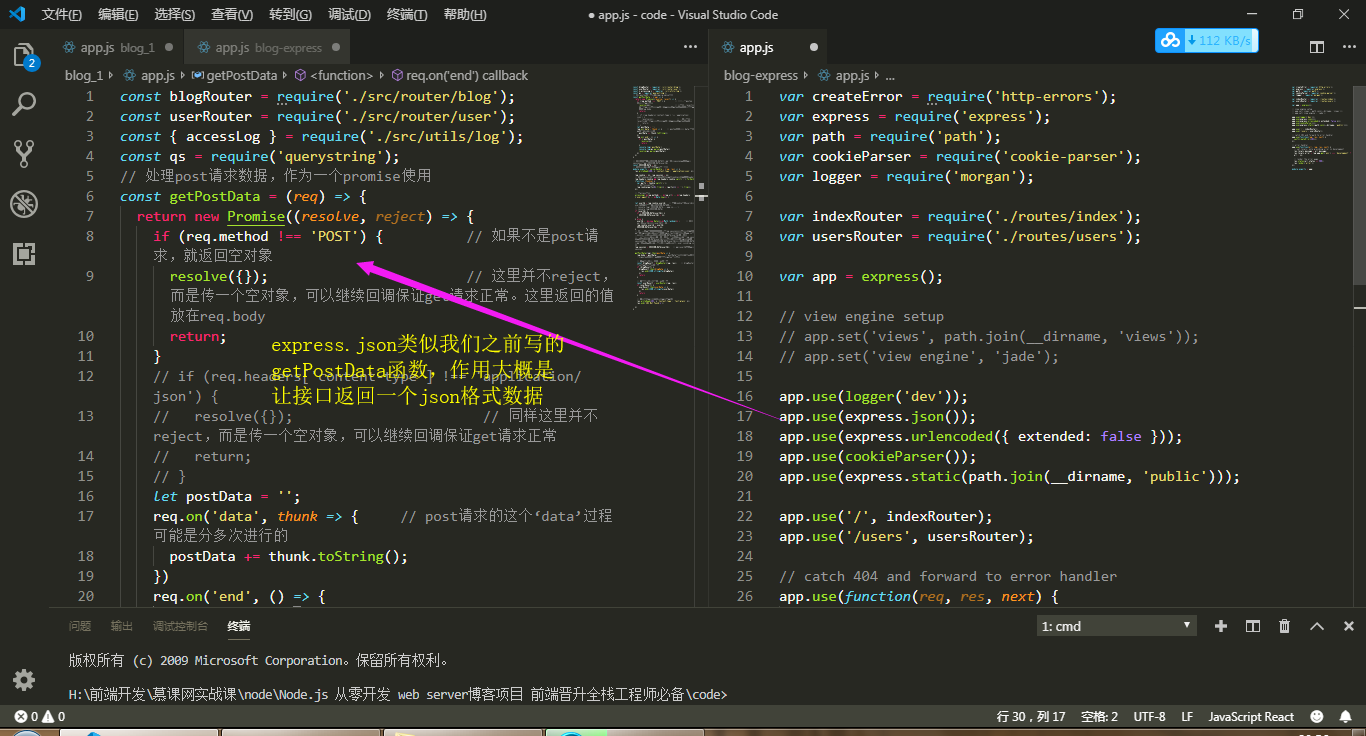 文件(F) 编辑(E) 选择(S) 查看(V) 转到(G) 调试(D) 终端(T) 帮助(H) ● app.js - code - Visual Studio Code
app.js blog_1 ● app.js blog-express ●
blog_1 app.js getPostData <function> req.on('end') callback
1 const blogRouter = require('./src/router/blog');
2 const userRouter = require('./src/router/user');
3 const { accessLog } = require('./src/utils/log');
4 const qs = require('querystring');
5 // 处理post请求数据，作为一个promise使用
6 const getPostData = (req) => {
7 return new Promise((resolve, reject) => {
8 if (req.method !== 'POST') { // 如果不是post请
求，就返回空对象
9 resolve({}); // 这里并不reject，
而是传一个空对象，可以继续回调保证get请求正常。这里返回的值
放在req.body
10 return;
11 }
12 // if (req.headers['content-type'] !== 'application/
json') {
13 // resolve({}); // 同样这里并不
reject，而是传一个空对象，可以继续回调保证get请求正常
14 // return;
15 // }
16 let postData = '';
17 req.on('data', thunk => { // post请求的这个‘data’过程
可能是分多次进行的
18 postData += thunk.toString();
19 })
20 req.on('end', () => {
express.json类似我们之前写的
getPostData函数，作用大概是
让接口返回一个json格式数据
app.js ●
112 KB/s
blog-express app.js ...
1 var createError = require('http-errors');
2 var express = require('express');
3 var path = require('path');
4 var cookieParser = require('cookie-parser');
5 var logger = require('morgan');
6
7 var indexRouter = require('./routes/index');
8 var usersRouter = require('./routes/users');
9
10 var app = express();
11
12 // view engine setup
13 // app.set('views', path.join(__dirname, 'views'));
14 // app.set('view engine', 'jade');
15
16 app.use(logger('dev'));
17 app.use(express.json());
18 app.use(express.urlencoded({ extended: false }));
19 app.use(cookieParser());
20 app.use(express.static(path.join(__dirname, 'public')));
21
22 app.use('/', indexRouter);
23 app.use('/users', usersRouter);
24
25 // catch 404 and forward to error handler
26 app.use(function(req, res, next) {
2
问题 输出 调试控制台 终端 1: cmd
版权所有 (c) 2009 Microsoft Corporation。保留所有权利。
H:\前端开发\慕课网实战课\node\Node.js 从零开发 web server博客项目 前端晋升全栈工程师必备\code>
0 0 行 30，列 17 空格: 2 UTF-8 LF JavaScript React